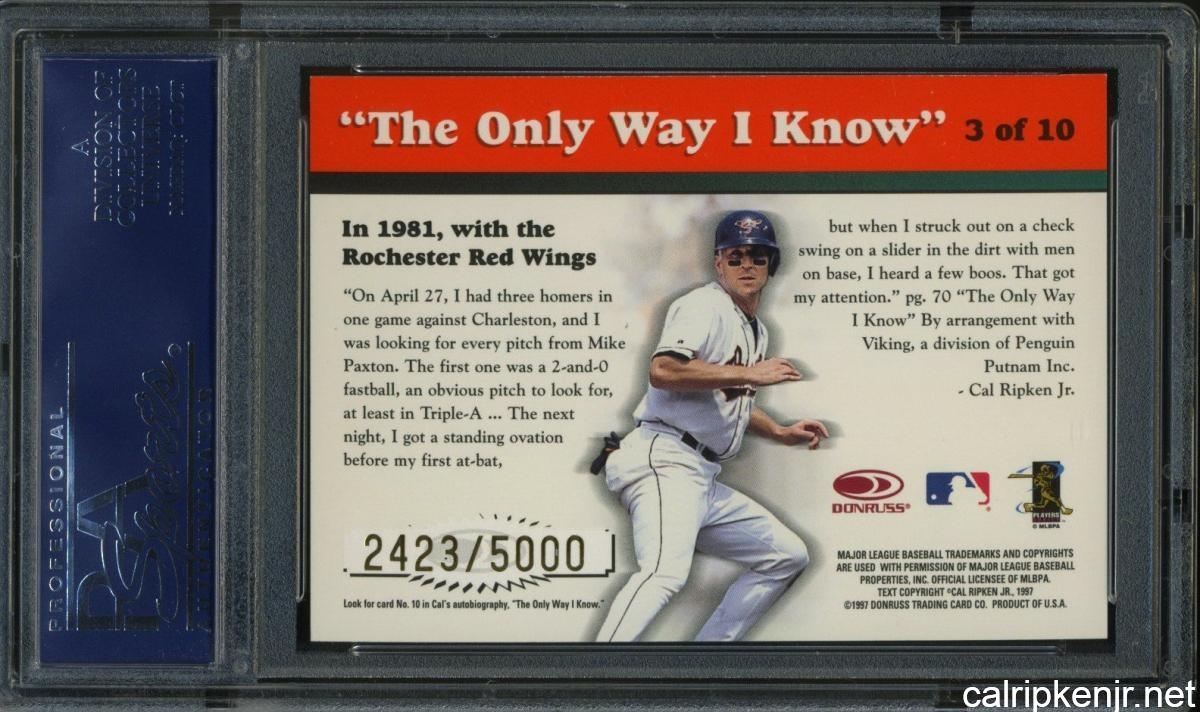 A
DIVISION OF
COLLECTORS
UNIVERSE
NASDAQ: CLCT
PROFESSIONAL
PSA
Sports
AUTHENTICATOR
“The Only Way I Know” 3 of 10
In 1981, with the
Rochester Red Wings
“On April 27, I had three homers in
one game against Charleston, and I
was looking for every pitch from Mike
Paxton. The first one was a 2-and-0
fastball, an obvious pitch to look for,
at least in Triple-A ... The next
night, I got a standing ovation
before my first at-bat,
but when I struck out on a check
swing on a slider in the dirt with men
on base, I heard a few boos. That got
my attention.” pg. 70 “The Only Way
I Know” By arrangement with
Viking, a division of Penguin
Putnam Inc.
- Cal Ripken Jr.
2423/5000
Look for card No. 10 in Cal's autobiography, "The Only Way I Know."
DONRUSS
PLAYERS
© MLBPA
MAJOR LEAGUE BASEBALL TRADEMARKS AND COPYRIGHTS
ARE USED WITH PERMISSION OF MAJOR LEAGUE BASEBALL
PROPERTIES, INC. OFFICIAL LICENSEE OF MLBPA.
TEXT COPYRIGHT ©CAL RIPKEN JR., 1997
©1997 DONRUSS TRADING CARD CO. PRODUCT OF U.S.A.
calripkenjr.net